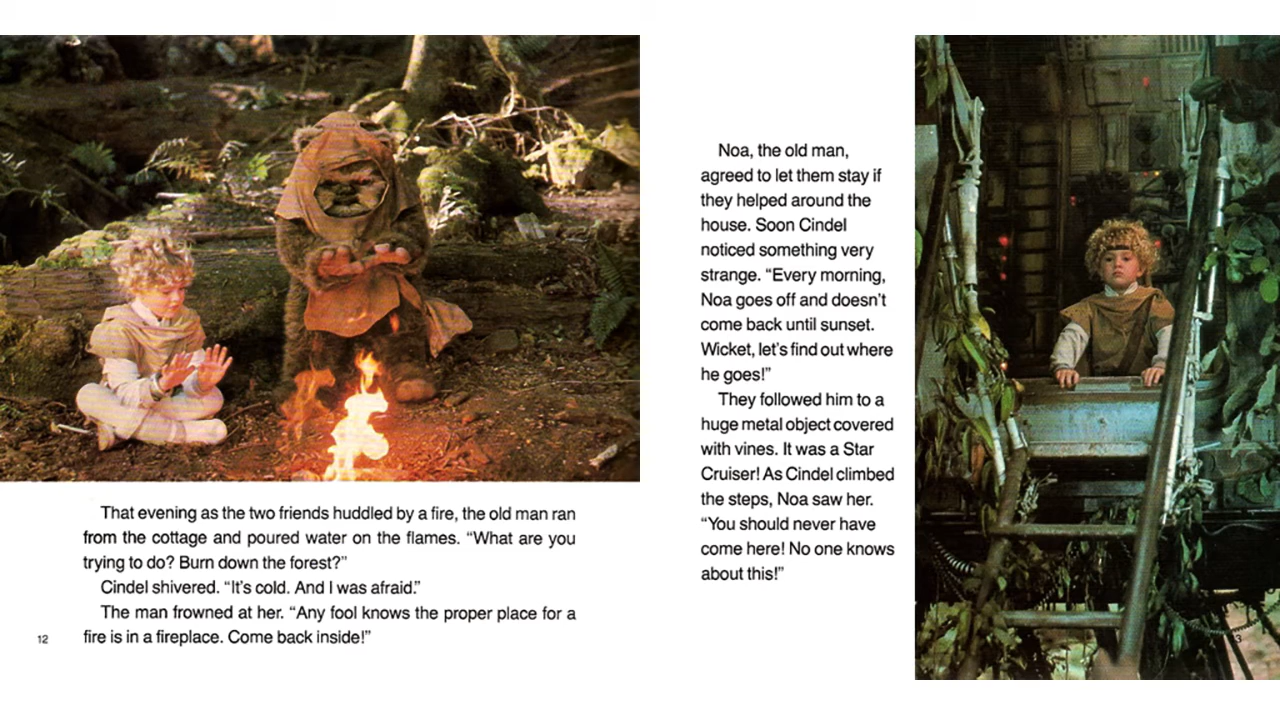 That evening as the two friends huddled by a fire, the old man ran
from the cottage and poured water on the flames. “What are you
trying to do? Burn down the forest?”
Cindel shivered. “It’s cold. And I was afraid.”
The man frowned at her. “Any fool knows the proper place for a
fire is in a fireplace. Come back inside!”
12
Noa, the old man,
agreed to let them stay if
they helped around the
house. Soon Cindel
noticed something very
strange. “Every morning,
Noa goes off and doesn’t
come back until sunset.
Wicket, let’s find out where
he goes!”
They followed him to a
huge metal object covered
with vines. It was a Star
Cruiser! As Cindel climbed
the steps, Noa saw her.
“You should never have
come here! No one knows
about this!”